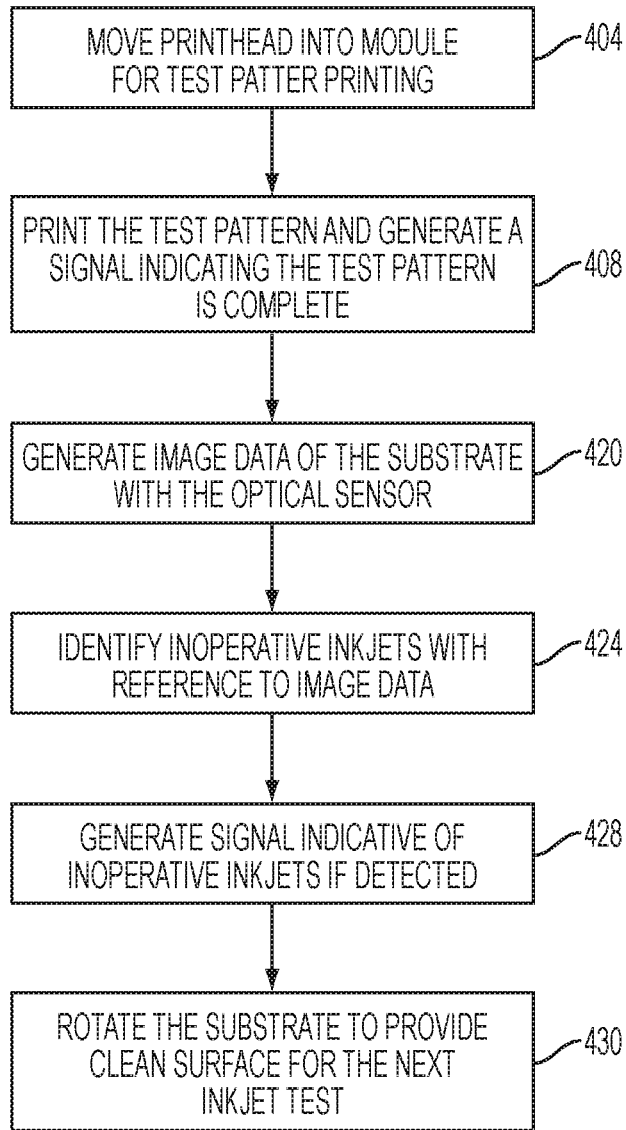 MOVE PRINTHEAD INTO MODULE
FOR TEST PATTER PRINTING
404
PRINT THE TEST PATTERN AND GENERATE A
SIGNAL INDICATING THE TEST PATTERN
IS COMPLETE
408
GENERATE IMAGE DATA OF THE SUBSTRATE
WITH THE OPTICAL SENSOR
420
IDENTIFY INOPERATIVE INKJETS WITH
REFERENCE TO IMAGE DATA
424
GENERATE SIGNAL INDICATIVE OF
INOPERATIVE INKJETS IF DETECTED
428
ROTATE THE SUBSTRATE TO PROVIDE
CLEAN SURFACE FOR THE NEXT
INKJET TEST
430